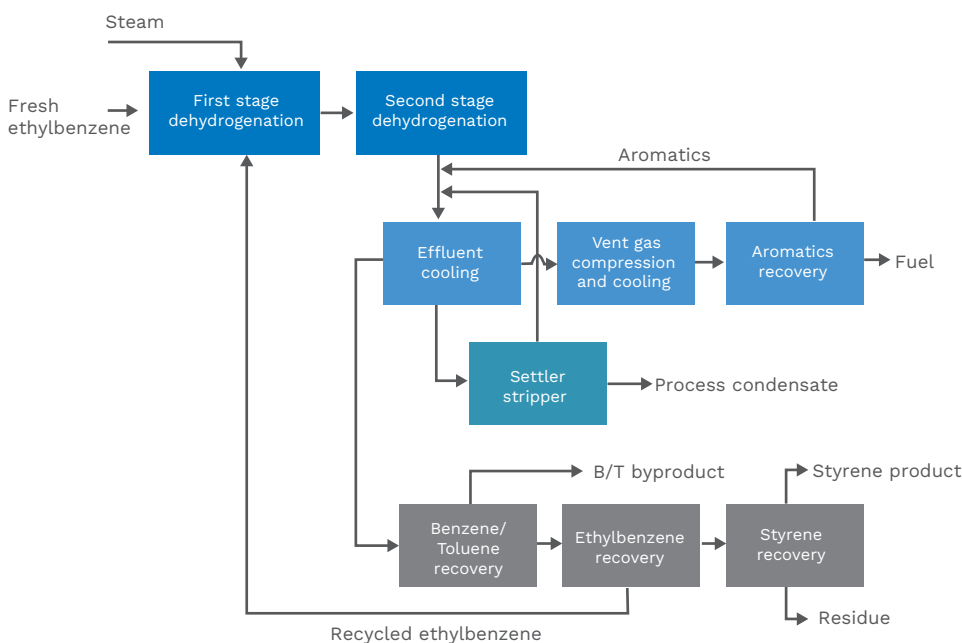 Steam
Fresh
ethylbenzene
First stage
dehydrogenation
Second stage
dehydrogenation
Aromatics
Effluent
cooling
Vent gas
compression
and cooling
Aromatics
recovery
Fuel
Settler
stripper
Process condensate
B/T byproduct
Styrene product
Benzene/
Toluene
recovery
Ethylbenzene
recovery
Styrene
recovery
Residue
Recycled ethylbenzene